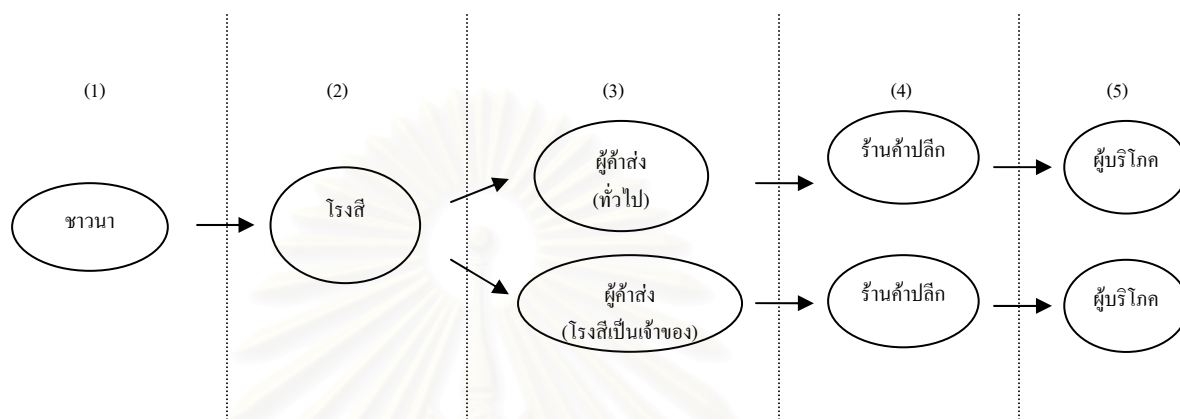 (1)
(2)
(3)
(4)
(5)
ชาวนา
โรงสี
ผู้ค้าส่ง
(ทั่วไป)
ร้านค้าปลีก
ผู้บริโภค
ผู้ค้าส่ง
(โรงสีเป็นเจ้าของ)
ร้านค้าปลีก
ผู้บริโภค